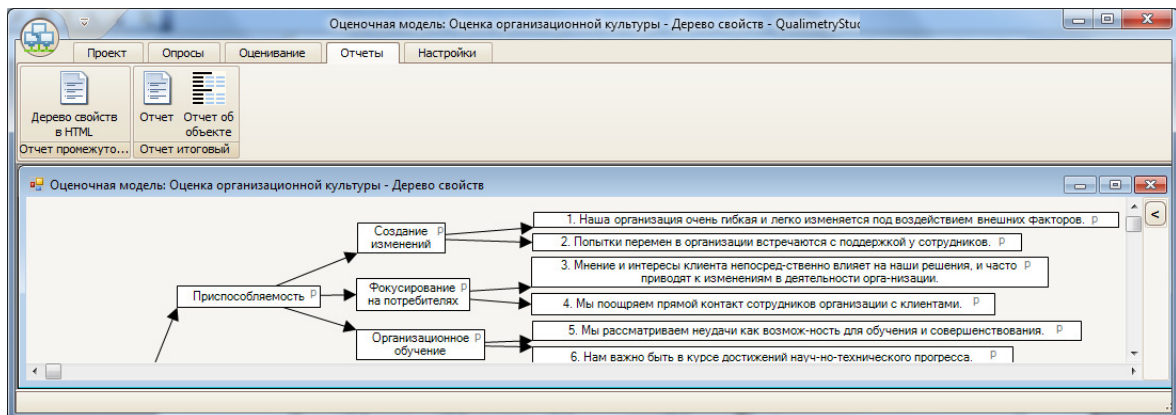 Оценочная модель: Оценка организационной культуры - Дерево свойств - QualimetryStuc
Проект Опросы Оценивание Отчеты Настройки
Дерево свойств Отчет Отчет об
в HTML объекте
Отчет промежуто... Отчет итоговый
Оценочная модель: Оценка организационной культуры - Дерево свойств
<
1. Наша организация очень гибкая и легко изменяется под воздействием внешних факторов. p
Создание p
изменений
2. Попытки перемен в организации встречаются с поддержкой у сотрудников. p
3. Мнение и интересы клиента непосред-ственно влияет на наши решения, и часто p
приводят к изменениям в деятельности орга-низации.
Приспособляемость p
Фокусирование p
на потребителях
4. Мы поощряем прямой контакт сотрудников организации с клиентами. p
5. Мы рассматриваем неудачи как возмож-ность для обучения и совершенствования. p
Организационное p
обучение
6. Нам важно быть в курсе достижений науч-но-технического прогресса. p